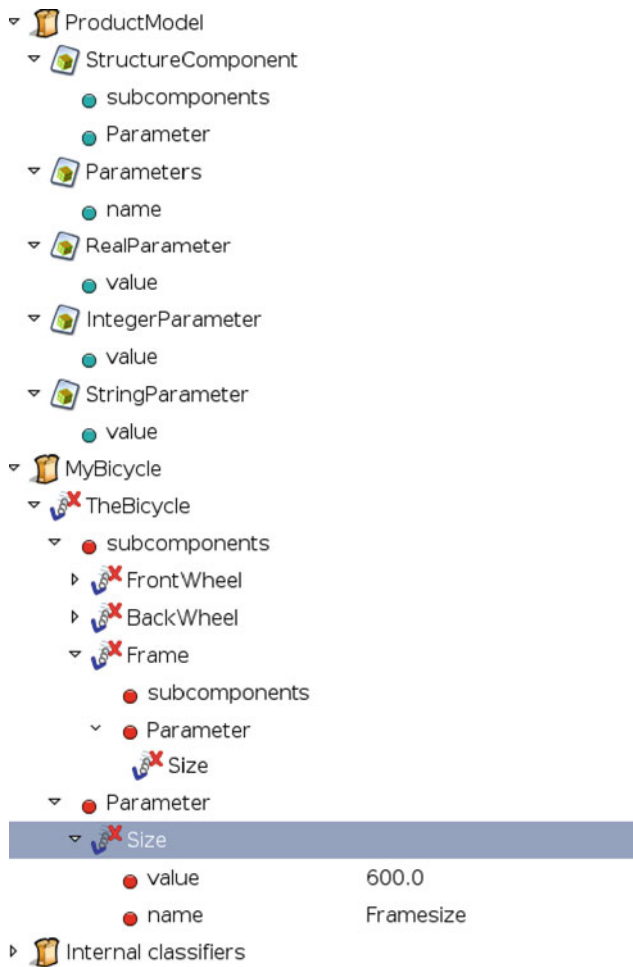 ProductModel
StructureComponent
subcomponents
Parameter
Parameters
name
RealParameter
value
IntegerParameter
value
StringParameter
value
MyBicycle
TheBicycle
subcomponents
FrontWheel
BackWheel
Frame
subcomponents
Parameter
Size
Parameter
Size
value 600.0
name Framesize
Internal classifiers